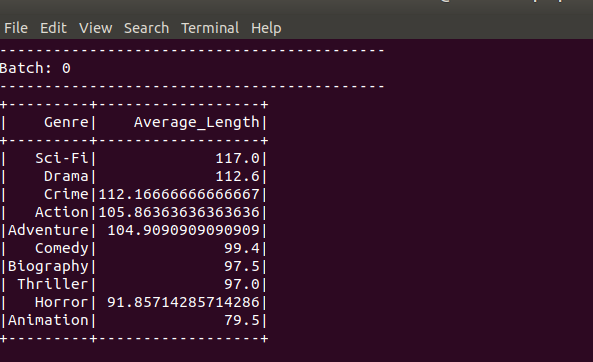 File Edit View Search Terminal Help
-------------------------------------------
Batch: 0
-------------------------------------------
+---------+------------------+
|    Genre|    Average_Length|
+---------+------------------+
|   Sci-Fi|             117.0|
|    Drama|             112.6|
|    Crime|112.16666666666667|
|   Action|105.86363636363636|
|Adventure| 104.9090909090909|
|   Comedy|              99.4|
|Biography|              97.5|
| Thriller|              97.0|
|   Horror| 91.85714285714286|
|Animation|              79.5|
+---------+------------------+